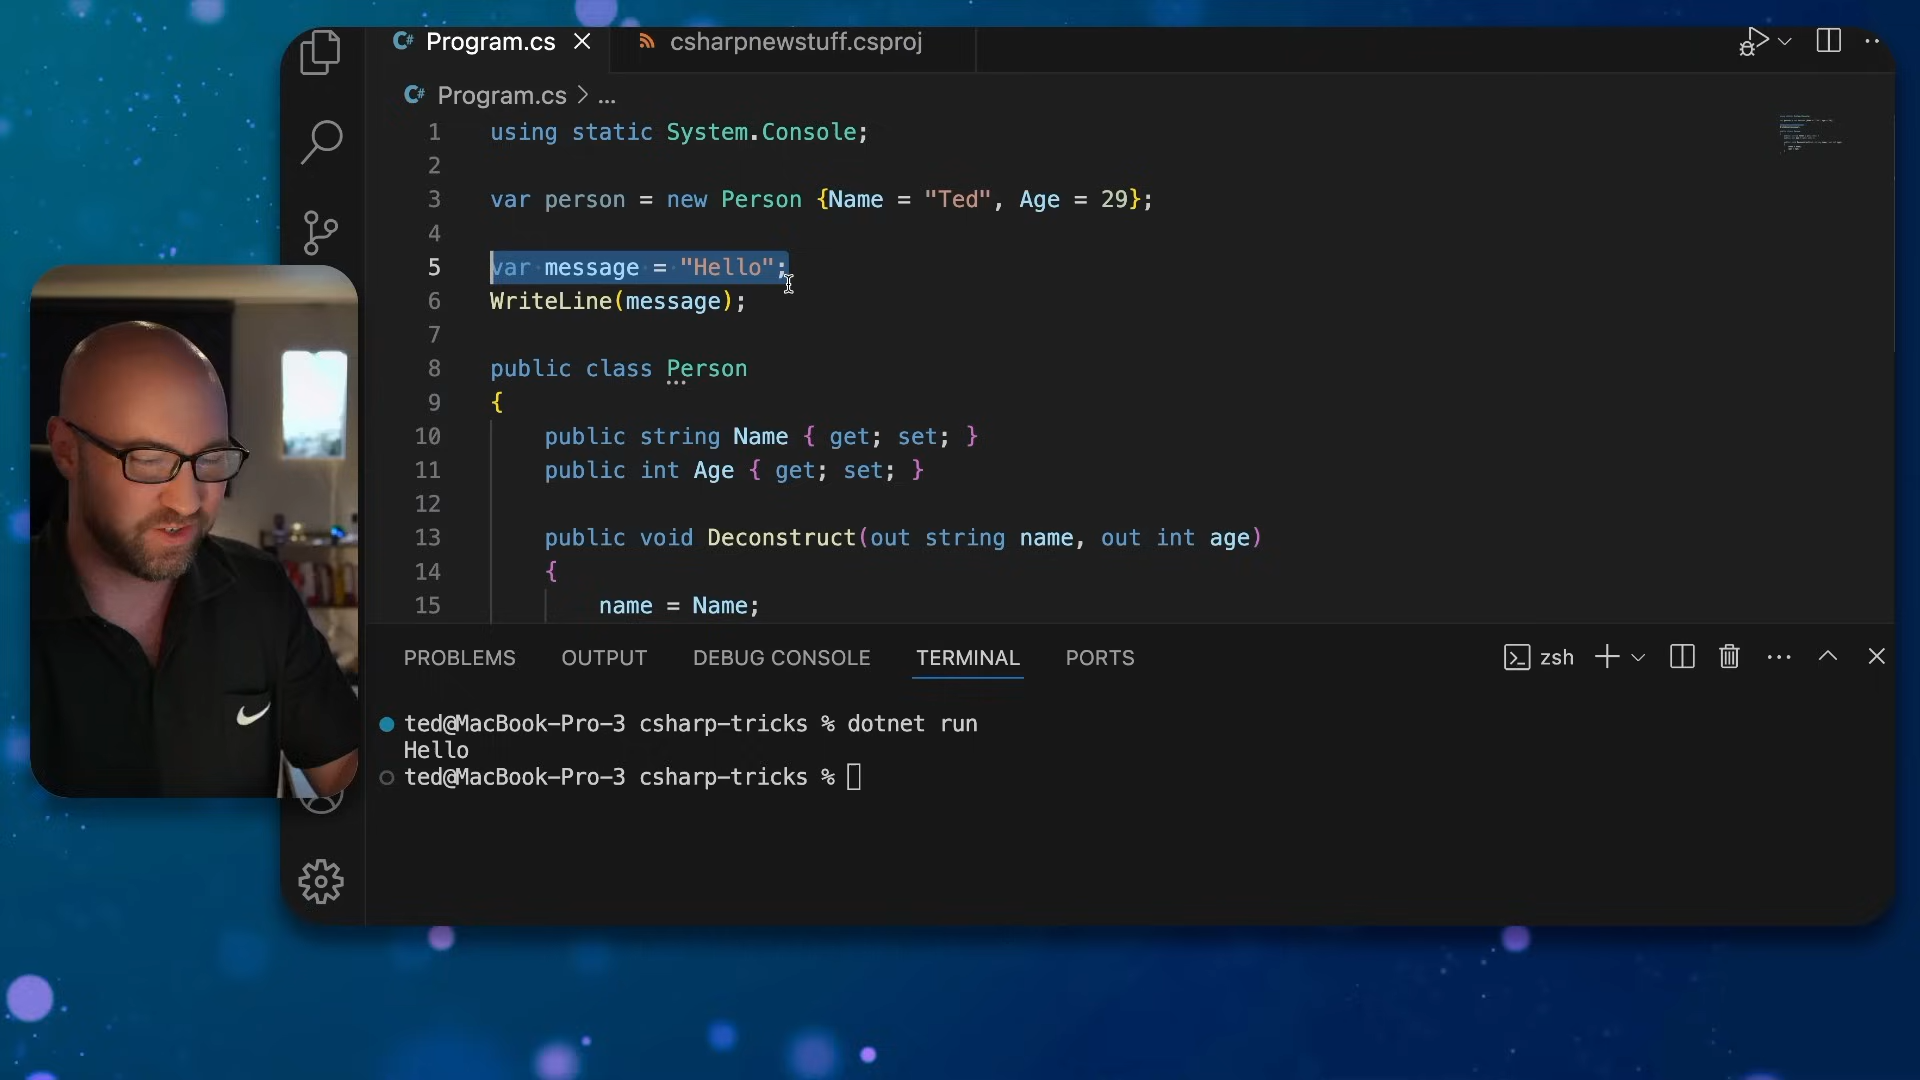 Program.cs
csharpnewstuff.csproj
Program.cs > ...
1 using static System.Console;
2
3 var person = new Person {Name = "Ted", Age = 29};
4
5 var message = "Hello";
6 WriteLine(message);
7
8 public class Person
9 {
10 public string Name { get; set; }
11 public int Age { get; set; }
12
13 public void Deconstruct(out string name, out int age)
14 {
15 name = Name;
PROBLEMS OUTPUT DEBUG CONSOLE TERMINAL PORTS zsh
ted@MacBook-Pro-3 csharp-tricks % dotnet run
Hello
ted@MacBook-Pro-3 csharp-tricks %